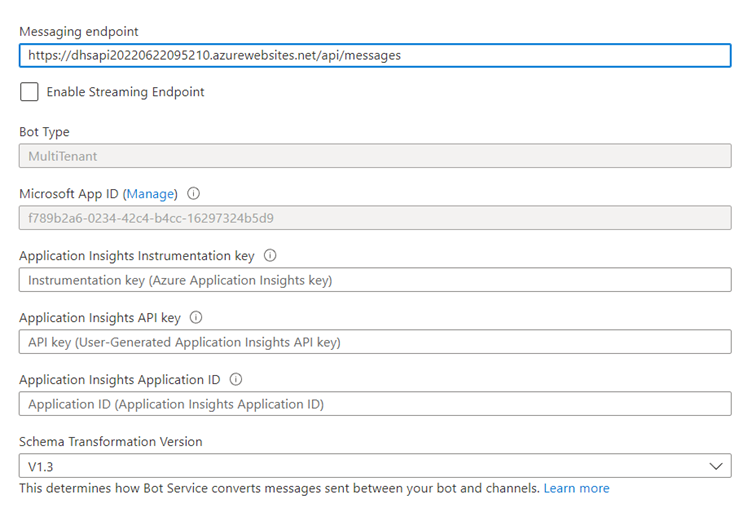 Messaging endpoint
https://dhsapi20220622095210.azurewebsites.net/api/messages
Enable Streaming Endpoint
Bot Type
MultiTenant
Microsoft App ID (Manage)
f789b2a6-0234-42c4-b4cc-16297324b5d9
Application Insights Instrumentation key
Instrumentation key (Azure Application Insights key)
Application Insights API key
API key (User-Generated Application Insights API key)
Application Insights Application ID
Application ID (Application Insights Application ID)
Schema Transformation Version
V1.3
This determines how Bot Service converts messages sent between your bot and channels. Learn more